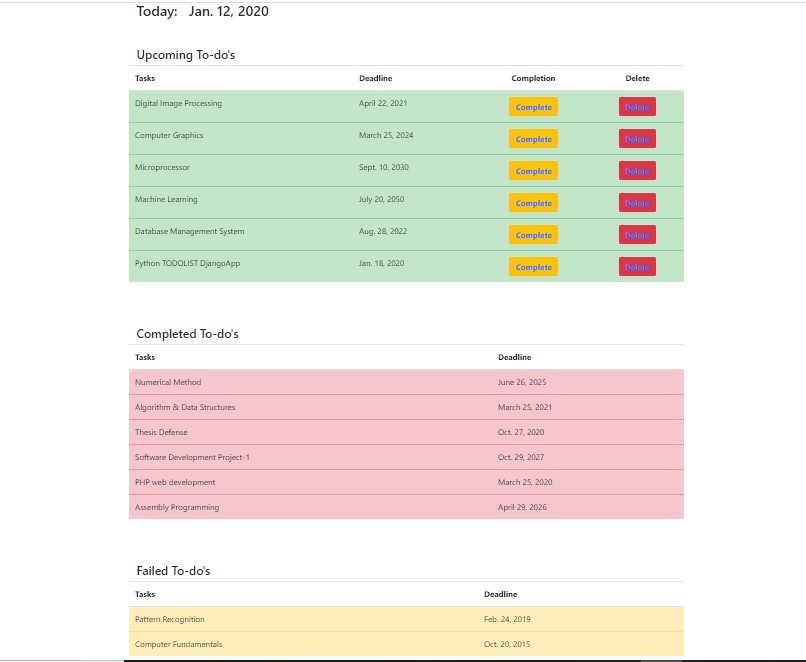 Today: Jan. 12, 2020
Upcoming To-do's
Tasks Deadline Completion Delete
Digital Image Processing April 22, 2021 Complete Delete
Computer Graphics March 25, 2024 Complete Delete
Microprocessor Sept. 10, 2030 Complete Delete
Machine Learning July 20, 2050 Complete Delete
Database Management System Aug. 28, 2022 Complete Delete
Python TODOLIST DjangoApp Jan. 18, 2020 Complete Delete
Completed To-do's
Tasks Deadline
Numerical Method June 26, 2025
Algorithm & Data Structures March 25, 2021
Thesis Defense Oct. 27, 2020
Software Development Project-1 Oct. 29, 2027
PHP web development March 25, 2020
Assembly Programming April 29, 2026
Failed To-do's
Tasks Deadline
Pattern Recognition Feb. 24, 2019
Computer Fundamentals Oct. 20, 2015